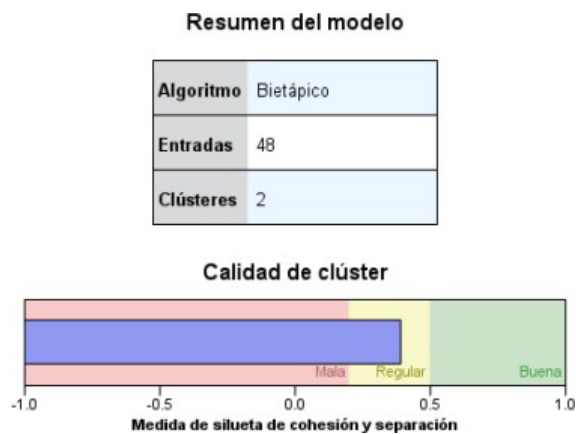 Resumen del modelo
Algoritmo Bietápico
Entradas 48
Clústeres 2
Calidad de clúster
Mala Regular Buena
-1.0 -0.5 0.0 0.5 1.0
Medida de silueta de cohesión y separación